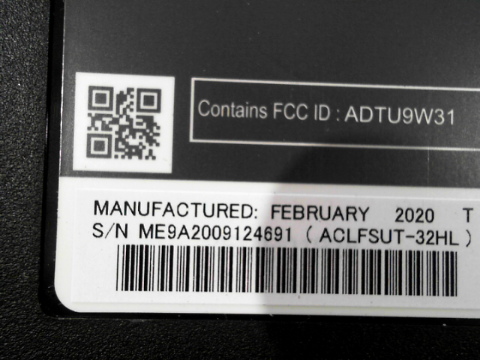 Contains FCC ID : ADTU9W31
MANUFACTURED: FEBRUARY 2020 T
S/N ME9A2009124691 ( ACLFSUT-32HL )